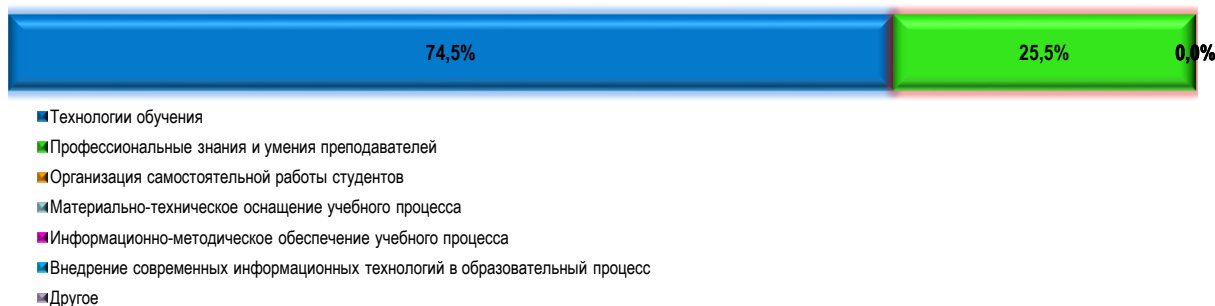 74,5% 25,5% 0,0%
Технологии обучения
Профессиональные знания и умения преподавателей
Организация самостоятельной работы студентов
Материально-техническое оснащение учебного процесса
Информационно-методическое обеспечение учебного процесса
Внедрение современных информационных технологий в образовательный процесс
Другое